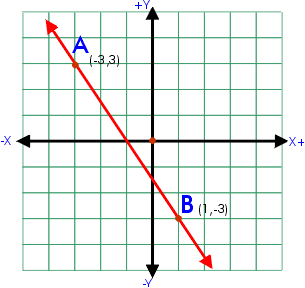 +Y
A
(-3,3)
-X
X+
B (1,-3)
-Y